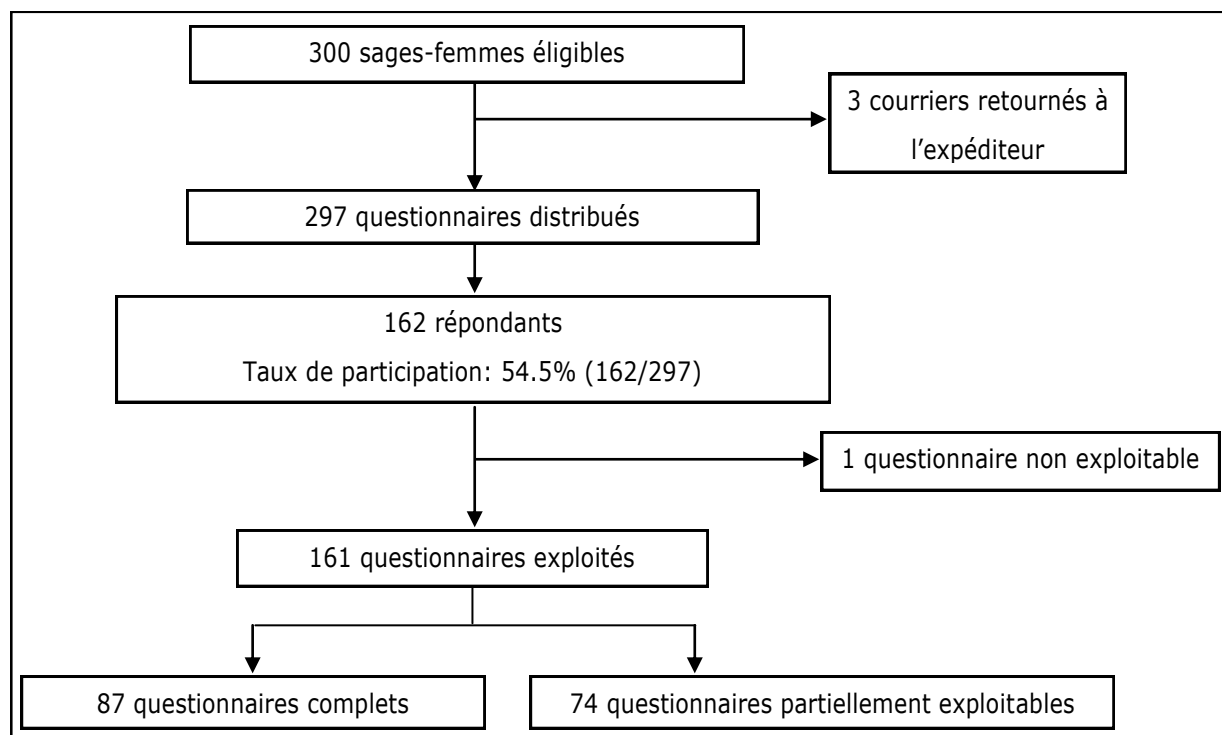 300 sages-femmes éligibles
3 courriers retournés à
l’expéditeur
297 questionnaires distribués
162 répondants
Taux de participation: 54.5% (162/297)
1 questionnaire non exploitable
161 questionnaires exploités
87 questionnaires complets
74 questionnaires partiellement exploitables